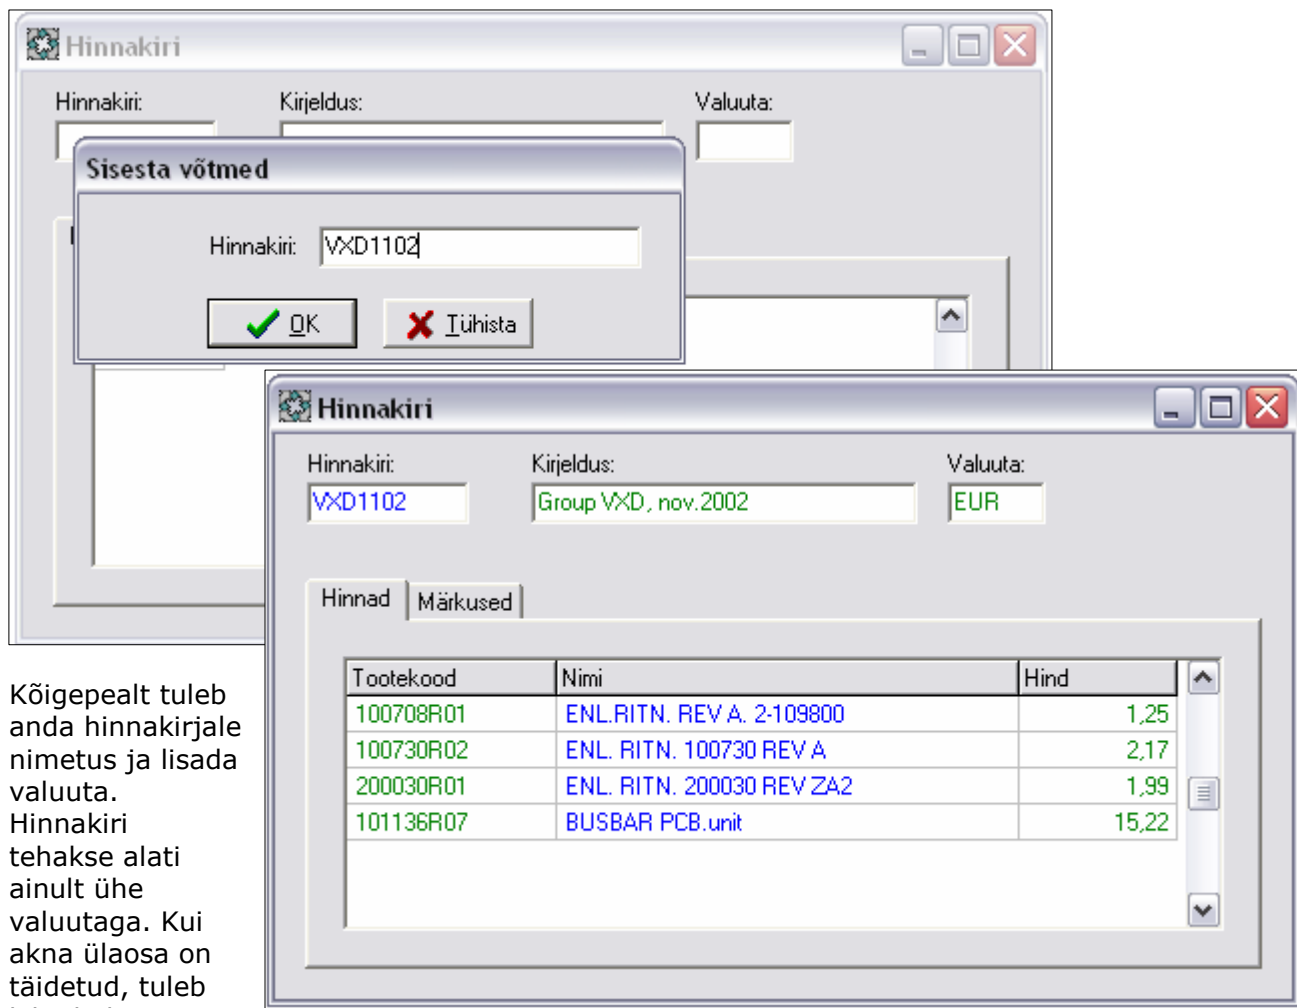 Hinnakiri
Hinnakiri: Kirjeldus: Valuuta:
Sisesta võtmed
Hinnakiri: VXD1102
OK Tühista
Hinnakiri
Hinnakiri: Kirjeldus: Valuuta:
VXD1102 Group VXD, nov.2002 EUR
Hinnad Märkused
Tootekood Nimi Hind
100708R01 ENL.RITN. REV A. 2-109800 1,25
100730R02 ENL. RITN. 100730 REV A 2,17
200030R01 ENL. RITN. 200030 REV ZA2 1,99
101136R07 BUSBAR PCB.unit 15,22
Kõigepealt tuleb
anda hinnakirjale
nimetus ja lisada
valuuta.
Hinnakiri
tehakse alati
ainult ühe
valuutaga. Kui
akna ülaosa on
täidetud, tuleb